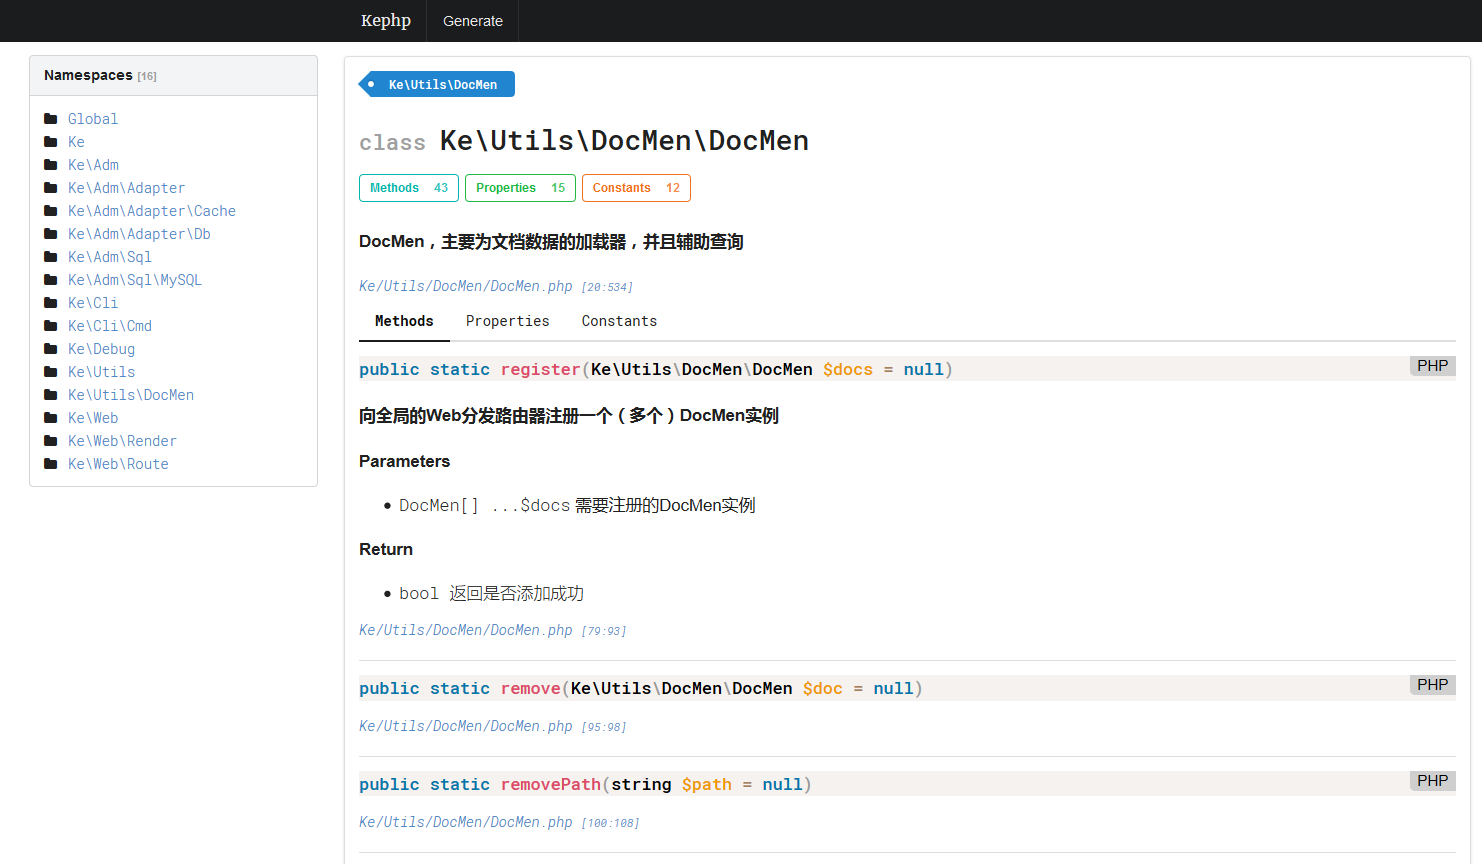 Kephp
Generate
Namespaces [16]
Global
Ke
Ke\Adm
Ke\Adm\Adapter
Ke\Adm\Adapter\Cache
Ke\Adm\Adapter\Db
Ke\Adm\Sql
Ke\Adm\Sql\MySQL
Ke\Cli
Ke\Cli\Cmd
Ke\Debug
Ke\Utils
Ke\Utils\DocMen
Ke\Web
Ke\Web\Render
Ke\Web\Route
Ke\Utils\DocMen
class Ke\Utils\DocMen\DocMen
Methods 43 Properties 15 Constants 12
DocMen，主要为文档数据的加载器，并且辅助查询
Ke/Utils/DocMen/DocMen.php [20:534]
Methods Properties Constants
public static register(Ke\Utils\DocMen\DocMen $docs = null) PHP
向全局的Web分发路由器注册一个（多个）DocMen实例
Parameters
• DocMen[] ...$docs 需要注册的DocMen实例
Return
• bool 返回是否添加成功
Ke/Utils/DocMen/DocMen.php [79:93]
public static remove(Ke\Utils\DocMen\DocMen $doc = null) PHP
Ke/Utils/DocMen/DocMen.php [95:98]
public static removePath(string $path = null) PHP
Ke/Utils/DocMen/DocMen.php [100:108]